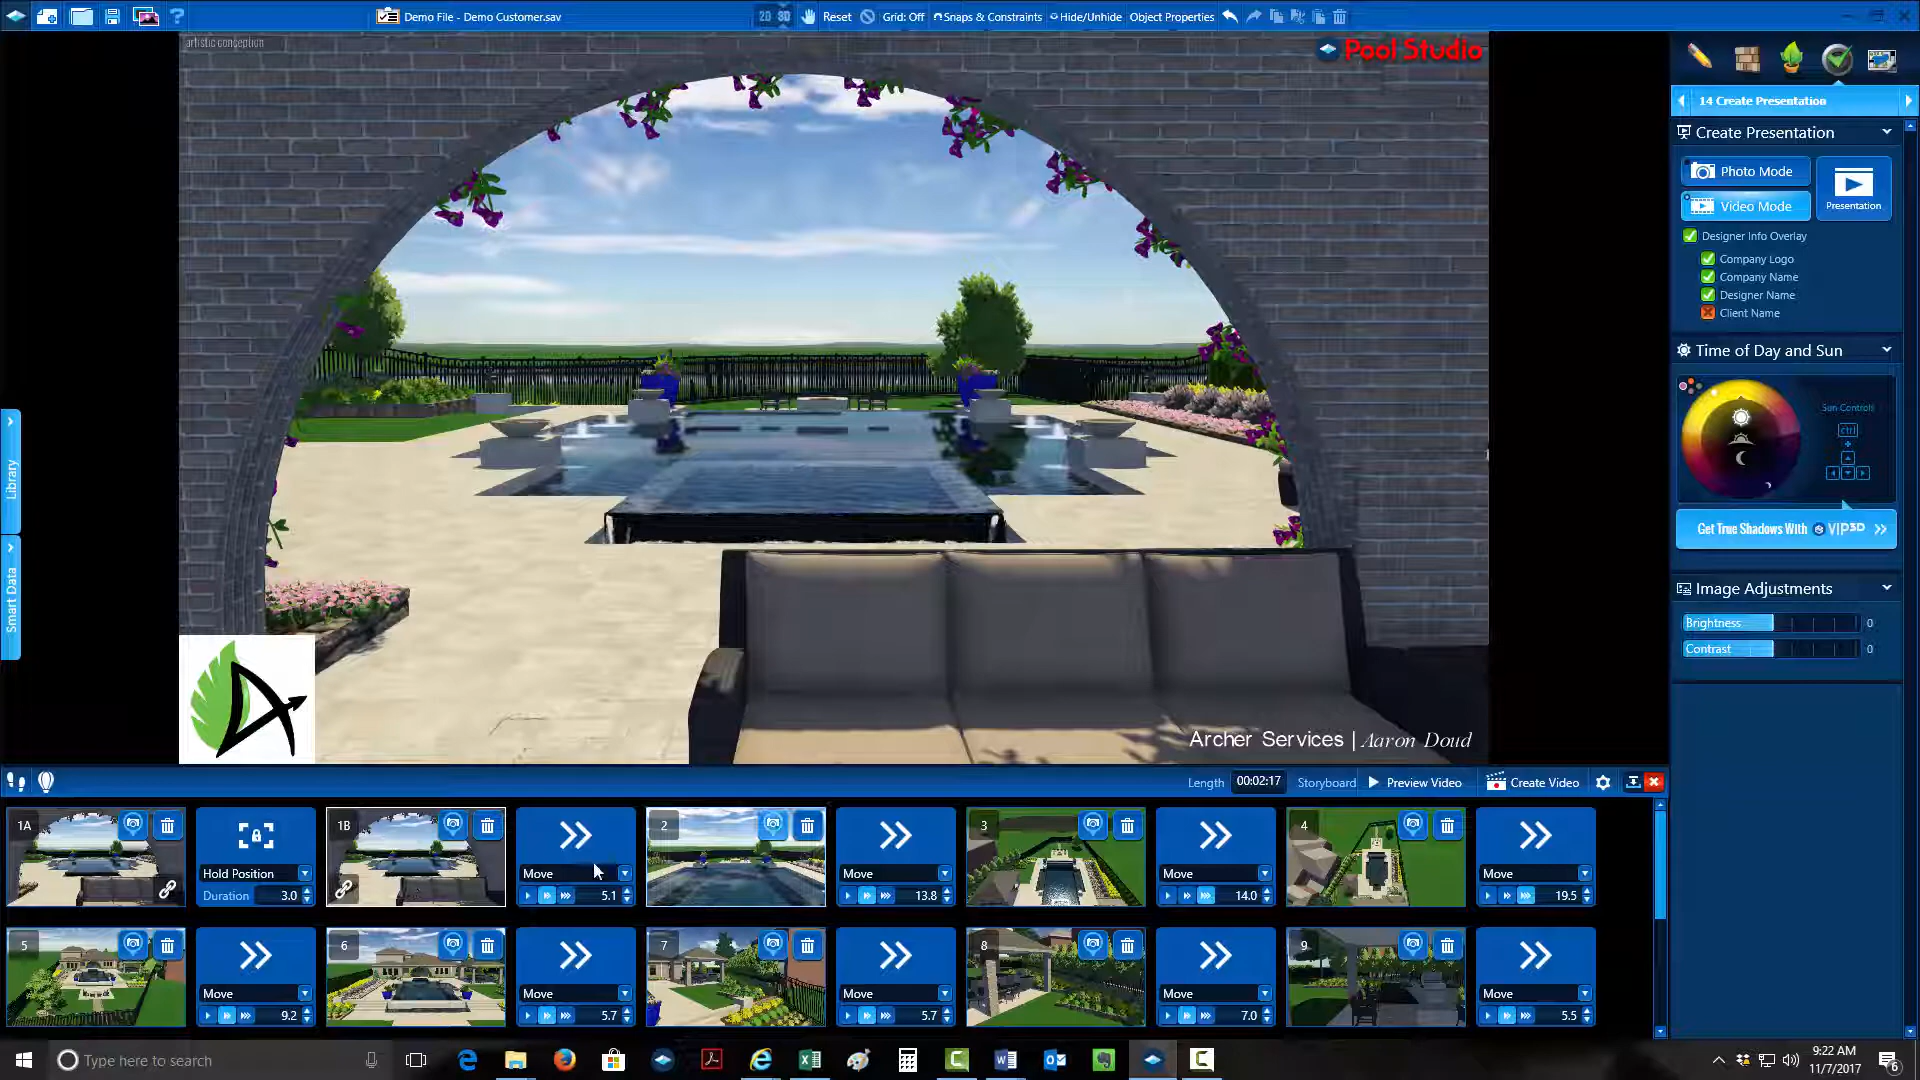 Demo File - Demo Customer.sav
2D 3D Reset Grid: Off Snaps & Constraints Hide/Unhide Object Properties
artistic conception
Pool Studio
14 Create Presentation
Create Presentation
Photo Mode
Video Mode
Presentation
Designer Info Overlay
Company Logo
Company Name
Designer Name
Client Name
Time of Day and Sun
Sun Controls
ctrl
+
Get True Shadows With VIP3D
Image Adjustments
Brightness 0
Contrast 0
Library
Smart Data
Archer Services | Aaron Doud
Length 00:02:17 Storyboard Preview Video Create Video
1A 1B 2 3 4
Hold Position Move Move Move Move
Duration 3.0 5.1 13.8 14.0 19.5
5 6 7 8 9
Move Move Move Move Move
9.2 5.7 5.7 7.0 5.5
Type here to search
9:22 AM
11/7/2017
6